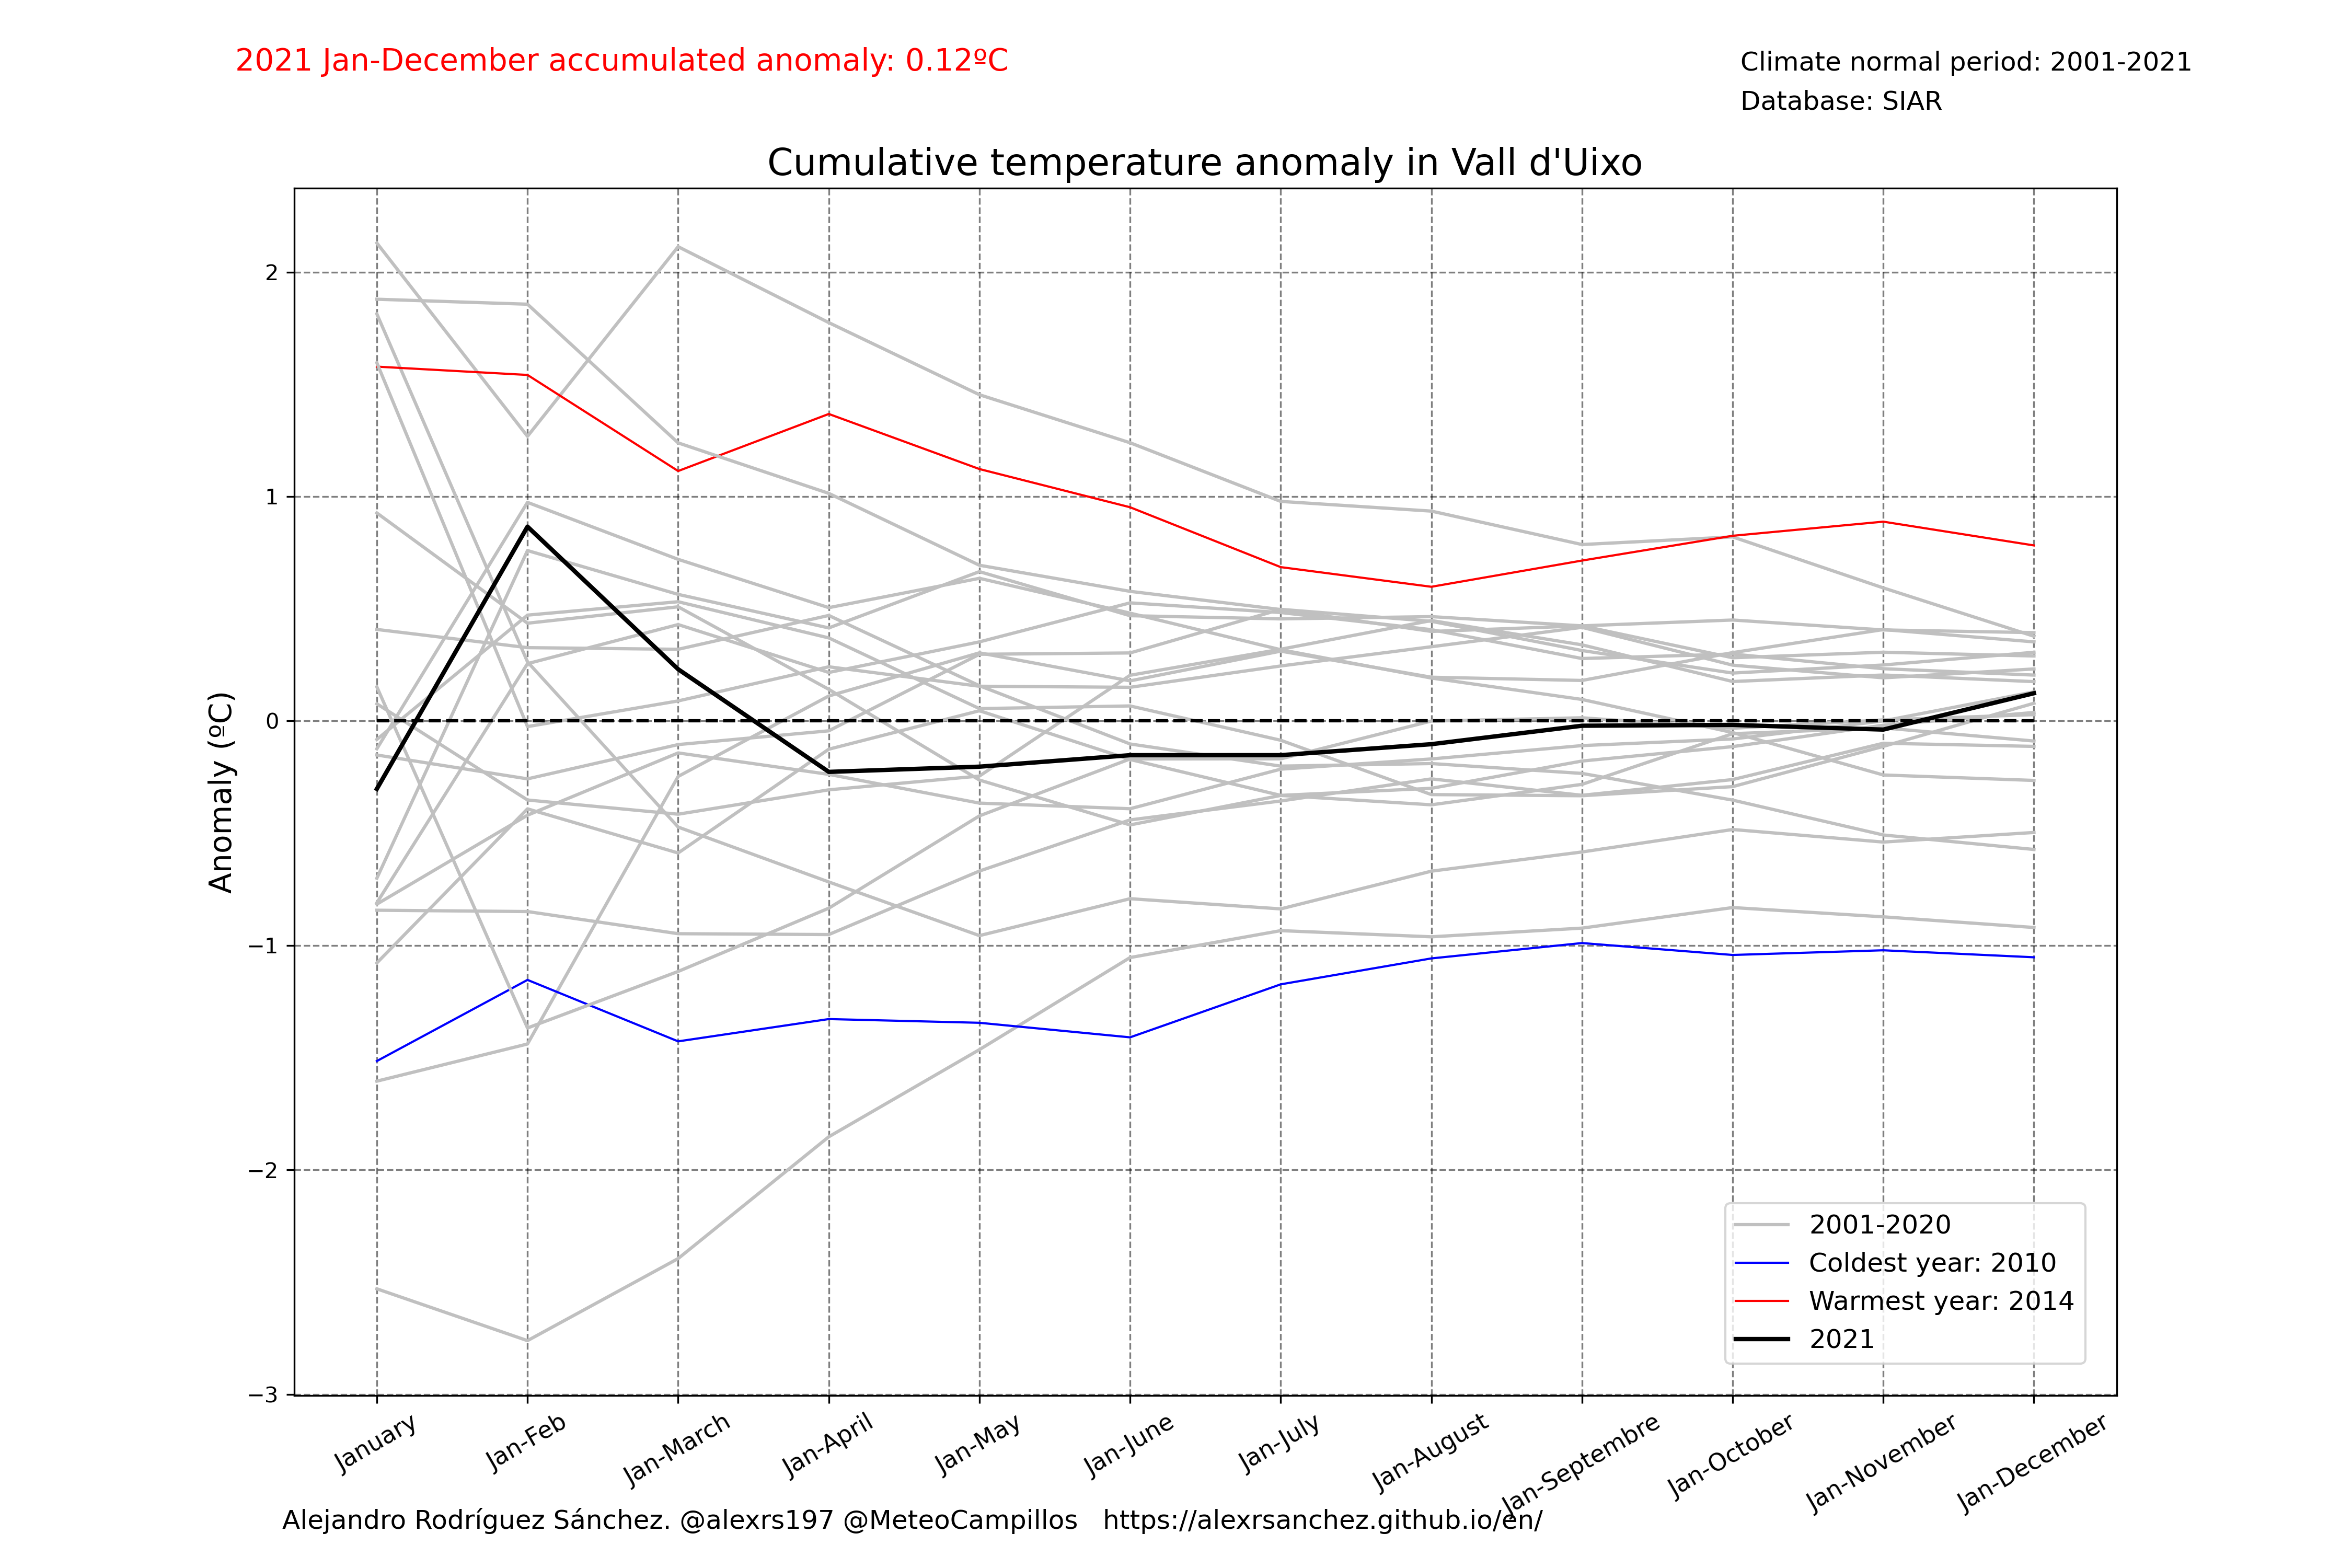 2021 Jan-December accumulated anomaly: 0.12ºC
Climate normal period: 2001-2021
Database: SIAR
Cumulative temperature anomaly in Vall d'Uixo
Anomaly (ºC)
2
1
0
−1
−2
−3
2001-2020
Coldest year: 2010
Warmest year: 2014
2021
January
Jan-Feb
Jan-March
Jan-April
Jan-May
Jan-June
Jan-July
Jan-August
Jan-Septembre
Jan-October
Jan-November
Jan-December
Alejandro Rodríguez Sánchez. @alexrs197 @MeteoCampillos https://alexrsanchez.github.io/en/